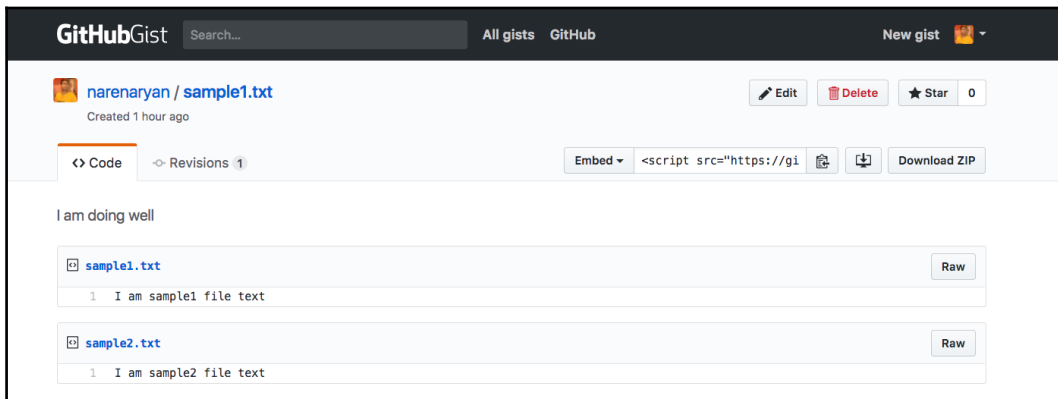 GitHubGist Search... All gists GitHub New gist
narenaryan / sample1.txt Edit Delete Star 0
Created 1 hour ago
Code Revisions 1 Embed <script src="https://gi Download ZIP
I am doing well
sample1.txt Raw
1 I am sample1 file text
sample2.txt Raw
1 I am sample2 file text